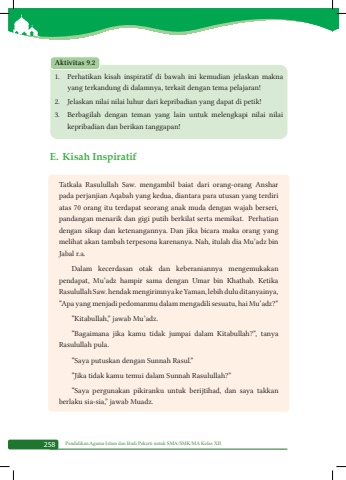 Aktivitas 9.2
1. Perhatikan kisah inspiratif di bawah ini kemudian jelaskan makna
yang terkandung di dalamnya, terkait dengan tema pelajaran!
2. Jelaskan nilai nilai luhur dari kepribadian yang dapat di petik!
3. Berbagilah dengan teman yang lain untuk melengkapi nilai nilai
kepribadian dan berikan tanggapan!
E. Kisah Inspiratif
Tatkala Rasulullah Saw. mengambil baiat dari orang-orang Anshar
pada perjanjian Aqabah yang kedua, diantara para utusan yang terdiri
atas 70 orang itu terdapat seorang anak muda dengan wajah berseri,
pandangan menarik dan gigi putih berkilat serta memikat. Perhatian
dengan sikap dan ketenangannya. Dan jika bicara maka orang yang
melihat akan tambah terpesona karenanya. Nah, itulah dia Mu'adz bin
Jabal r.a.
Dalam kecerdasan otak dan keberaniannya mengemukakan
pendapat, Mu'adz hampir sama dengan Umar bin Khathab. Ketika
Rasulullah Saw. hendak mengirimnya ke Yaman, lebih dulu ditanyainya,
"Apa yang menjadi pedomanmu dalam mengadili sesuatu, hai Mu'adz?"
"Kitabullah," jawab Mu'adz.
"Bagaimana jika kamu tidak jumpai dalam Kitabullah?", tanya
Rasulullah pula.
"Saya putuskan dengan Sunnah Rasul."
"Jika tidak kamu temui dalam Sunnah Rasulullah?"
"Saya pergunakan pikiranku untuk berijtihad, dan saya takkan
berlaku sia-sia," jawab Muadz.
258 Pendidikan Agama Islam dan Budi Pekerti untuk SMA/SMK/MA Kelas XII